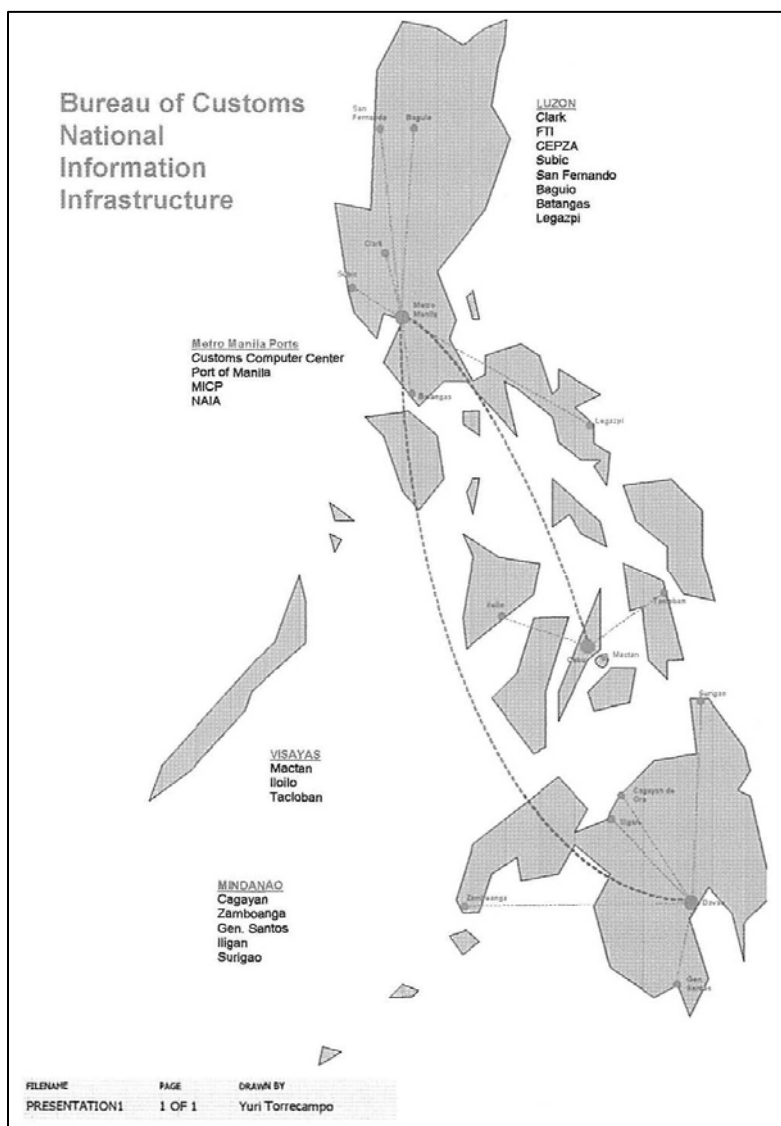 Bureau of Customs
National
Information
Infrastructure
LUZON
Clark
FTI
CEPZA
Subic
San Fernando
Baguio
Batangas
Legazpi
San
Fernando
Baguio
Clark
Subic
Metro
Manila
Metro Manila Ports
Customs Computer Center
Port of Manila
MICP
NAIA
Batangas
Legazpi
Iloilo
Tacloban
Cebu
Mactan
Surigao
VISAYAS
Mactan
Iloilo
Tacloban
Cagayan de
Oro
Iligan
MINDANAO
Cagayan
Zamboanga
Gen. Santos
Iligan
Surigao
Zamboanga
Davao
Gen.
Santos
FILENAME PAGE DRAWN BY
PRESENTATION1 1 OF 1 Yuri Torrecampo